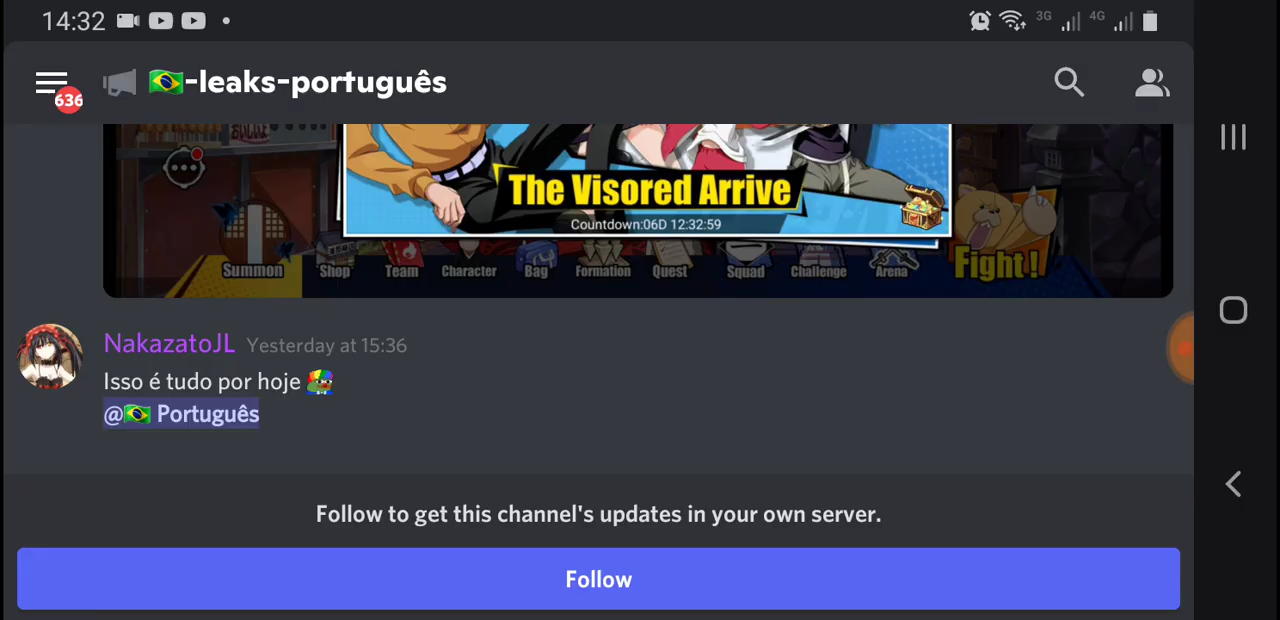 14:32
3G
4G
636
-leaks-português
The Visored Arrive
Countdown:06D 12:32:59
Summon
Shop
Team
Character
Bag
Formation
Quest
Squad
Challenge
Arena
Fight!
NakazatoJL Yesterday at 15:36
Isso é tudo por hoje
@🇧🇷 Português
Follow to get this channel's updates in your own server.
Follow